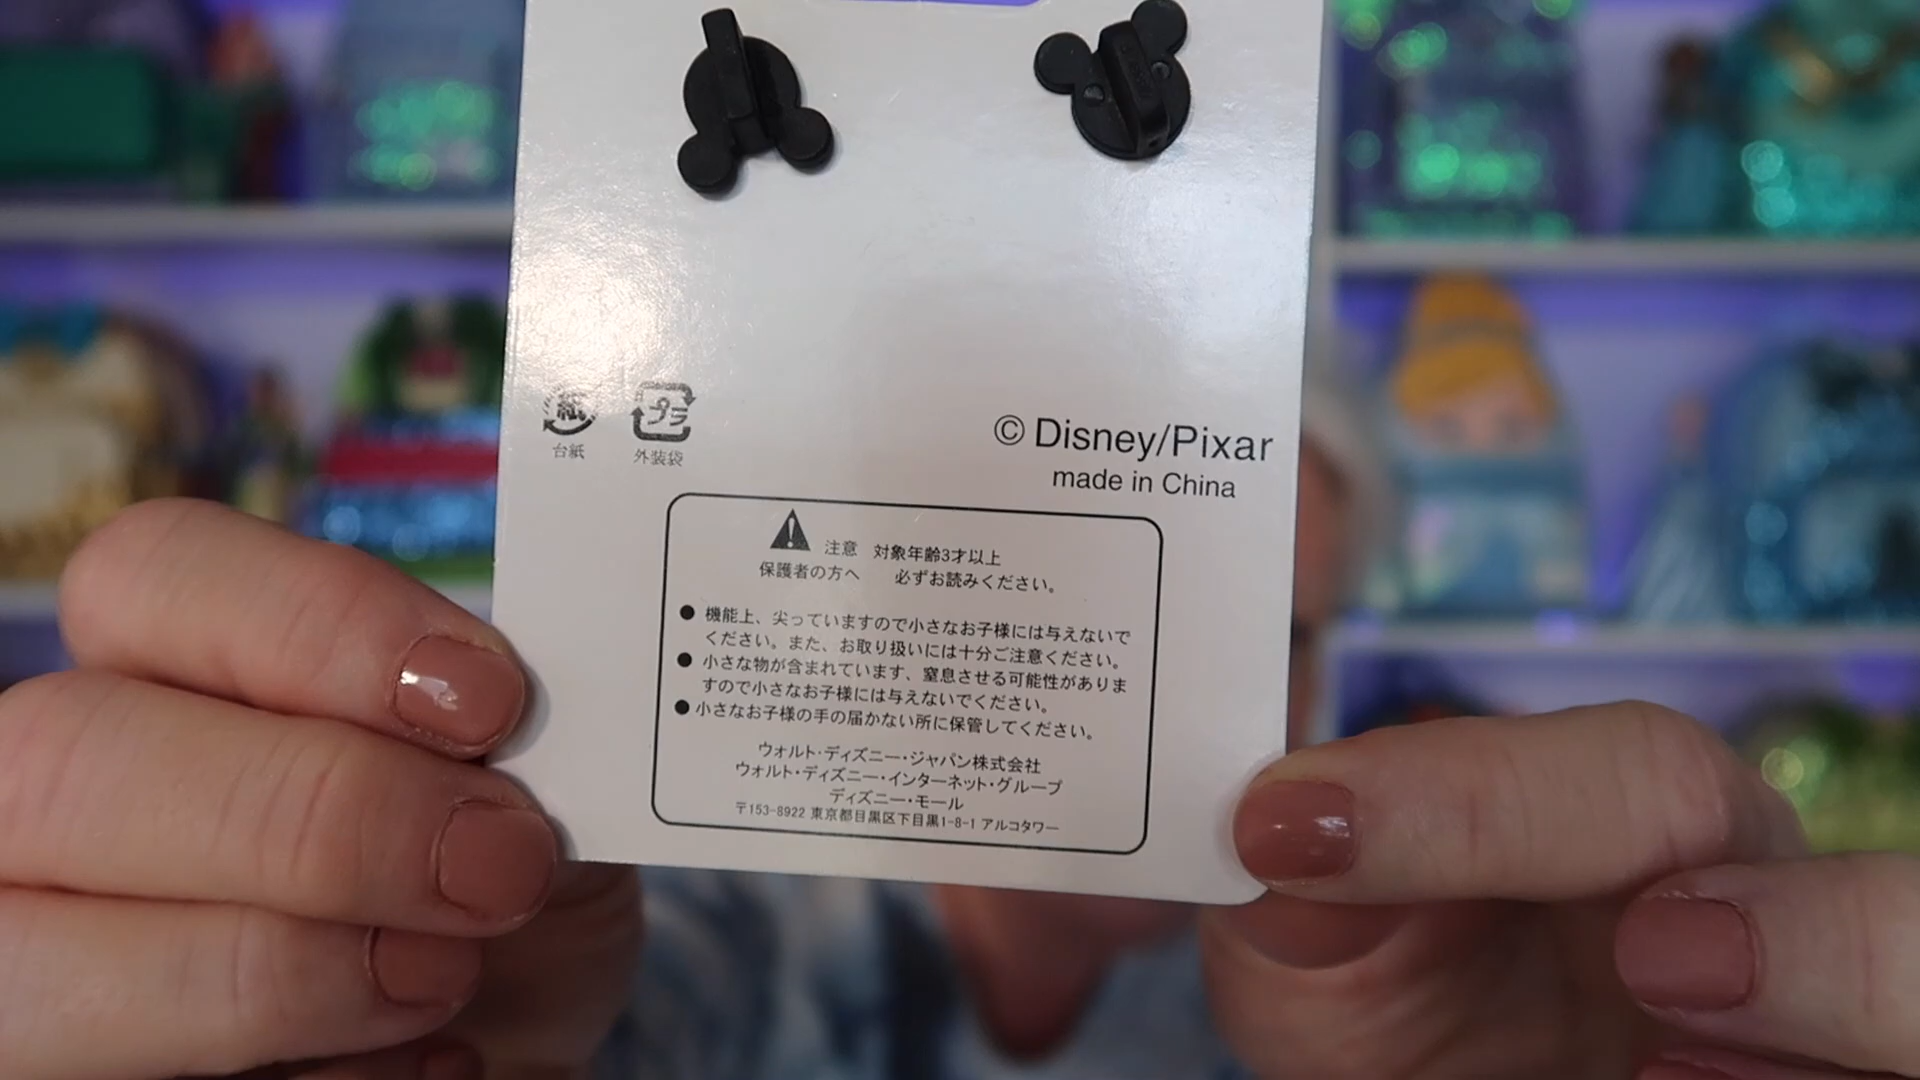 紙
台紙
プラ
外装袋
© Disney/Pixar
made in China
注意 対象年齢3才以上
保護者の方へ 必ずお読みください。
● 機能上、尖っていますので小さなお子様には与えないで
ください。また、お取り扱いには十分ご注意ください。
● 小さな物が含まれています、窒息させる可能性がありま
すので小さなお子様には与えないでください。
● 小さなお子様の手の届かない所に保管してください。
ウォルト・ディズニー・ジャパン株式会社
ウォルト・ディズニー・インターネット・グループ
ディズニー・モール
〒153-8922 東京都目黒区下目黒1-8-1 アルコタワー